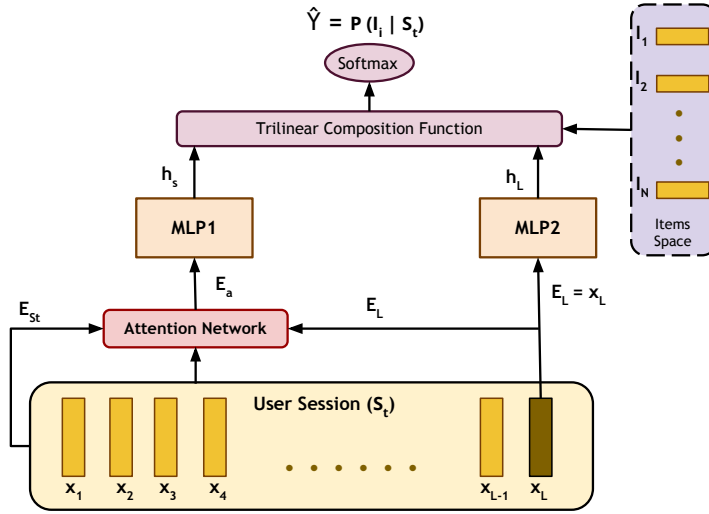 Ŷ = P (I_i | S_t)
Softmax
Trilinear Composition Function
I_1
I_2
I_N
Items
Space
h_s
h_L
MLP1
MLP2
E_a
E_St
E_L
E_L = x_L
Attention Network
User Session (S_t)
x_1 x_2 x_3 x_4 x_L-1 x_L